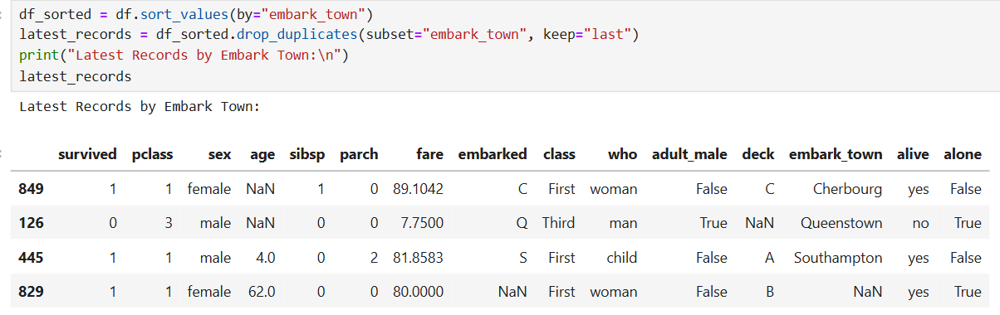 df_sorted = df.sort_values(by="embark_town")
latest_records = df_sorted.drop_duplicates(subset="embark_town", keep="last")
print("Latest Records by Embark Town:\n")
latest_records
Latest Records by Embark Town:
survived pclass sex age sibsp parch fare embarked class who adult_male deck embark_town alive alone
849 1 1 female NaN 1 0 89.1042 C First woman False C Cherbourg yes False
126 0 3 male NaN 0 0 7.7500 Q Third man True NaN Queenstown no True
445 1 1 male 4.0 0 2 81.8583 S First child False A Southampton yes False
829 1 1 female 62.0 0 0 80.0000 NaN First woman False B NaN yes True